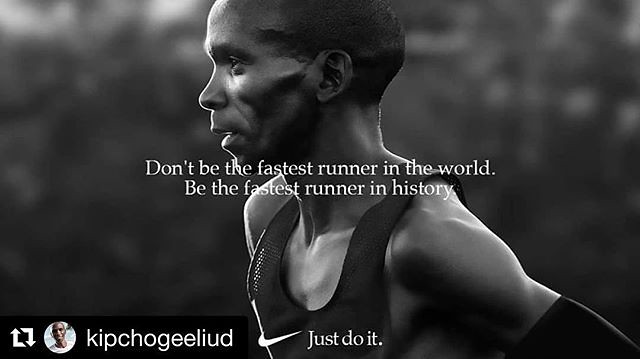 Don't be the fastest runner in the world.
Be the fastest runner in history.
kipchogeeliud
Just do it.